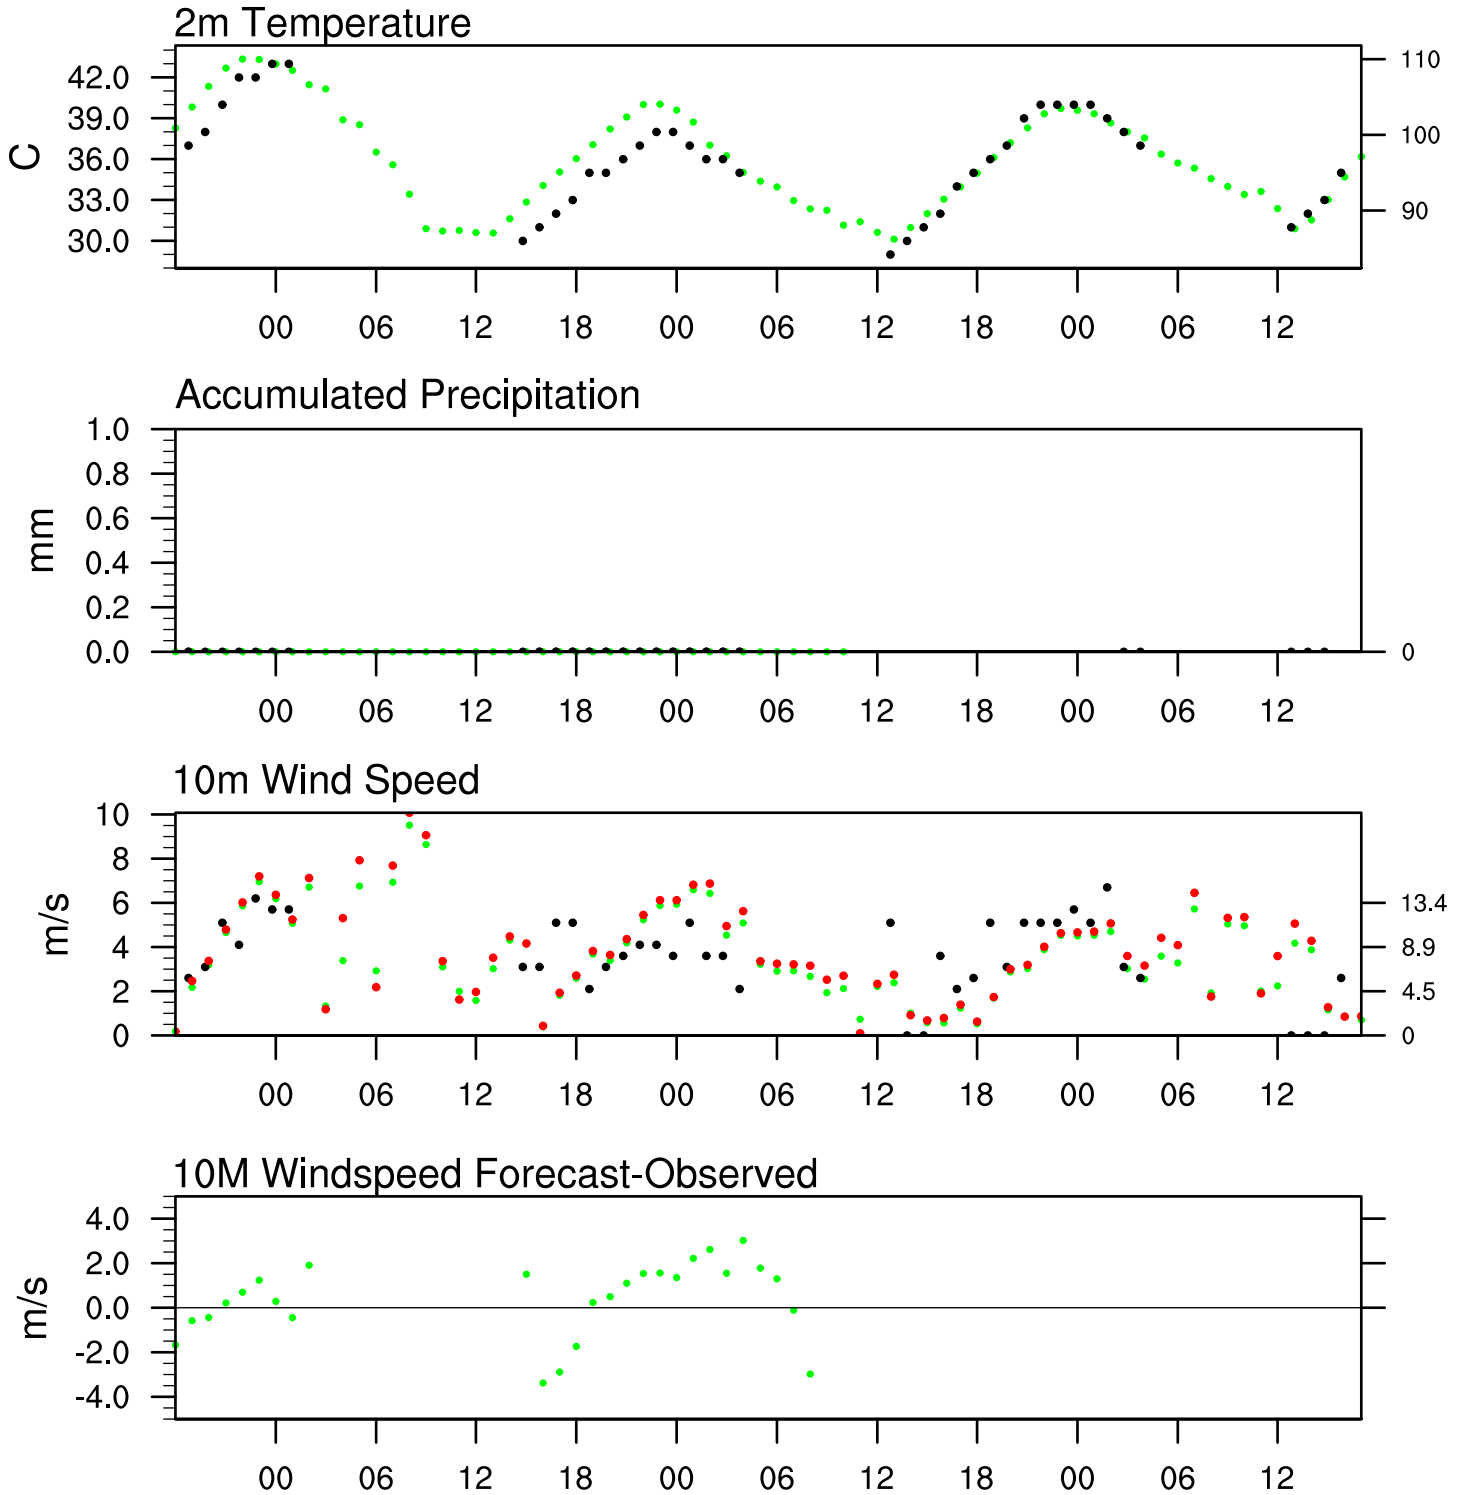 2m Temperature
C
42.0
39.0
36.0
33.0
30.0
110
100
90
00 06 12 18 00 06 12 18 00 06 12
Accumulated Precipitation
mm
1.0
0.8
0.6
0.4
0.2
0.0
0
00 06 12 18 00 06 12 18 00 06 12
10m Wind Speed
m/s
10
8
6
4
2
0
13.4
8.9
4.5
0
00 06 12 18 00 06 12 18 00 06 12
10M Windspeed Forecast-Observed
m/s
4.0
2.0
0.0
-2.0
-4.0
00 06 12 18 00 06 12 18 00 06 12